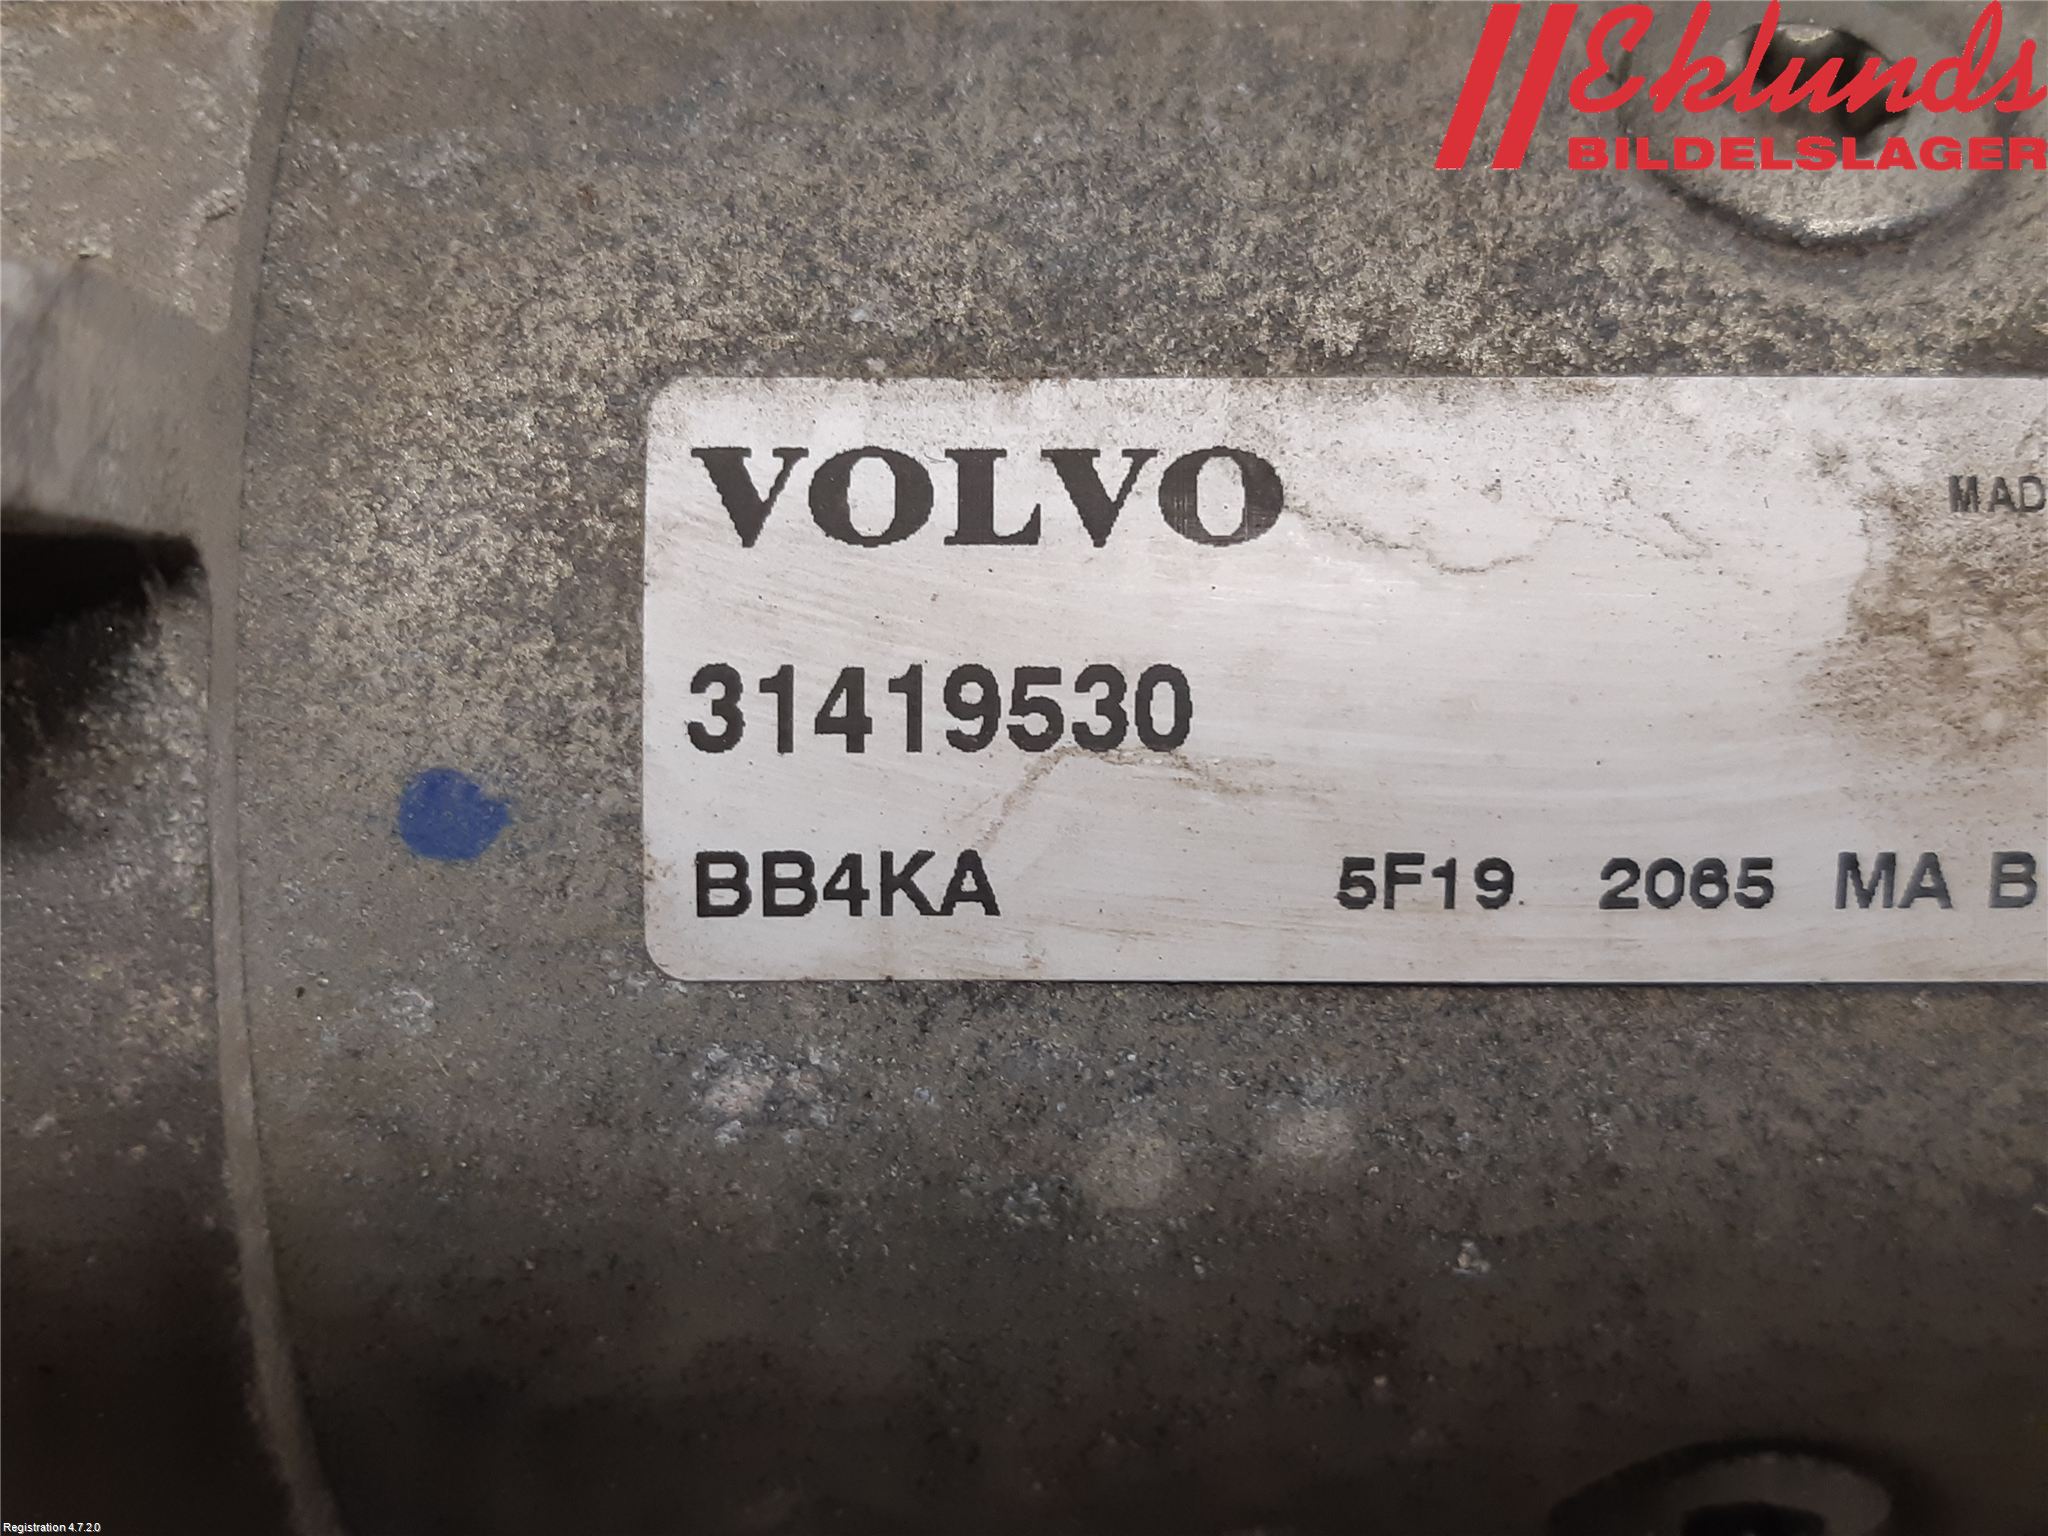 Eklunds
BILDELSLAGER
VOLVO
MAD
31419530
BB4KA 5F19 2065 MA B
Registration 4.7.2.0